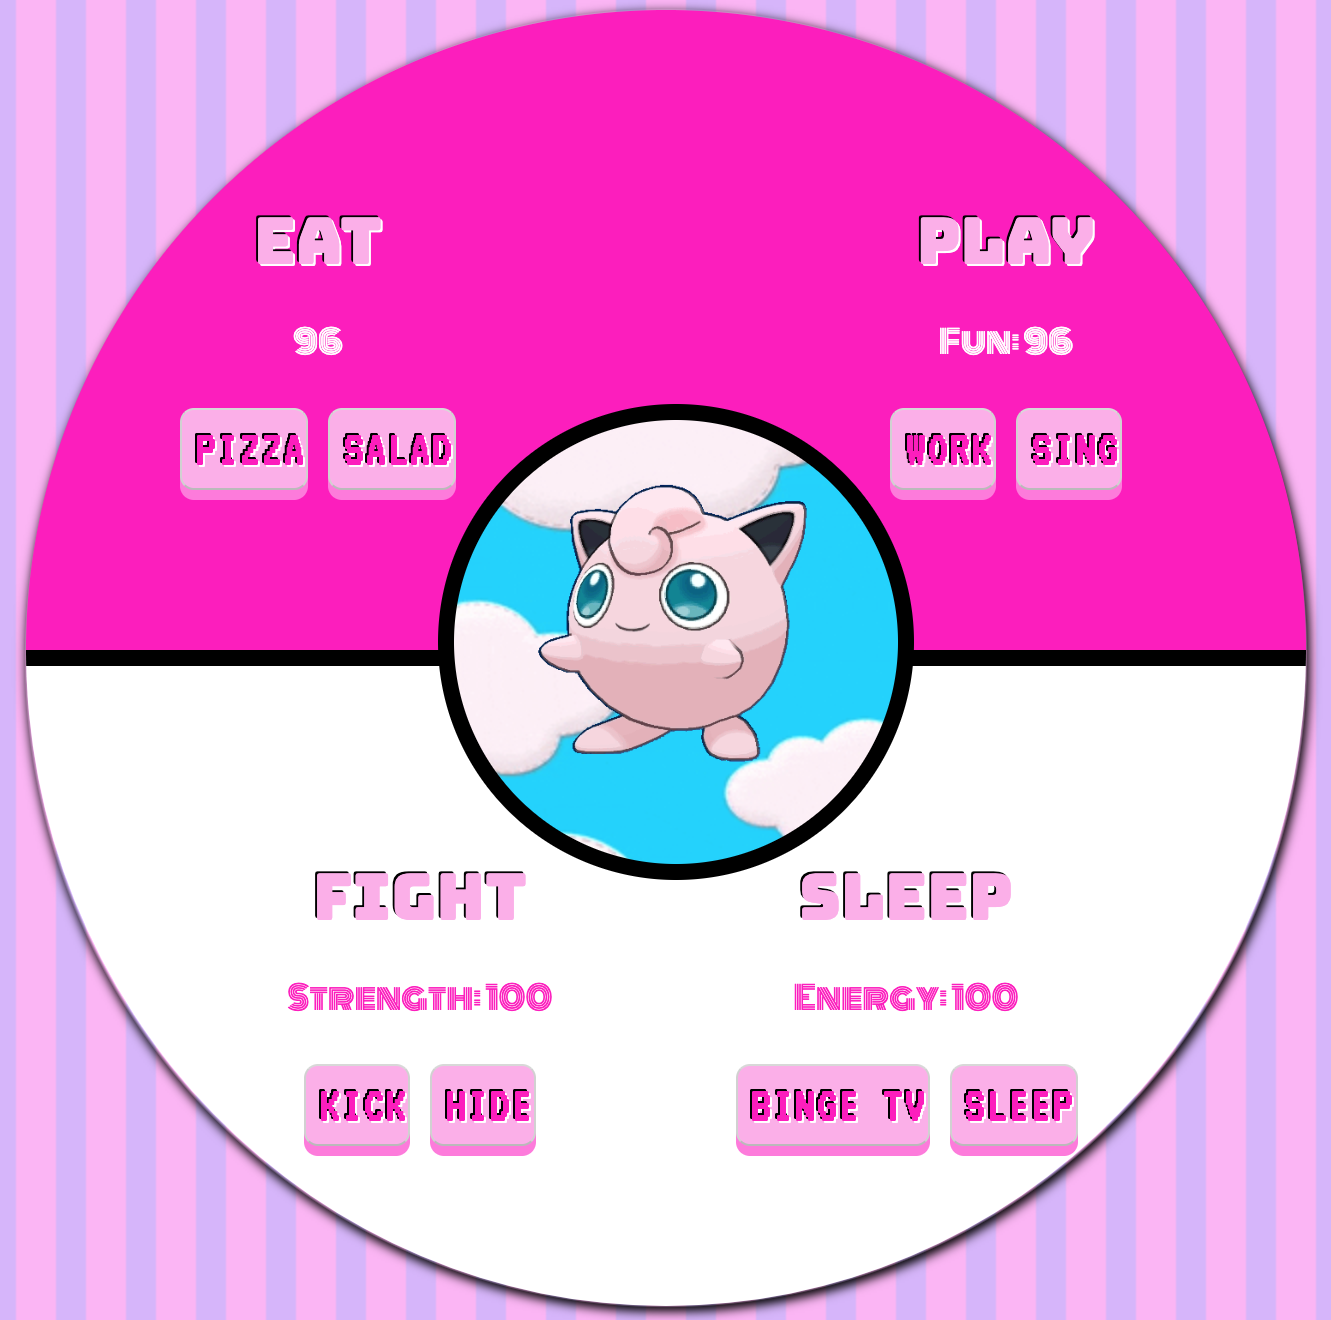 EAT
96
PIZZA SALAD
PLAY
Fun: 96
WORK SING
FIGHT
Strength: 100
KICK HIDE
SLEEP
Energy: 100
BINGE TV SLEEP